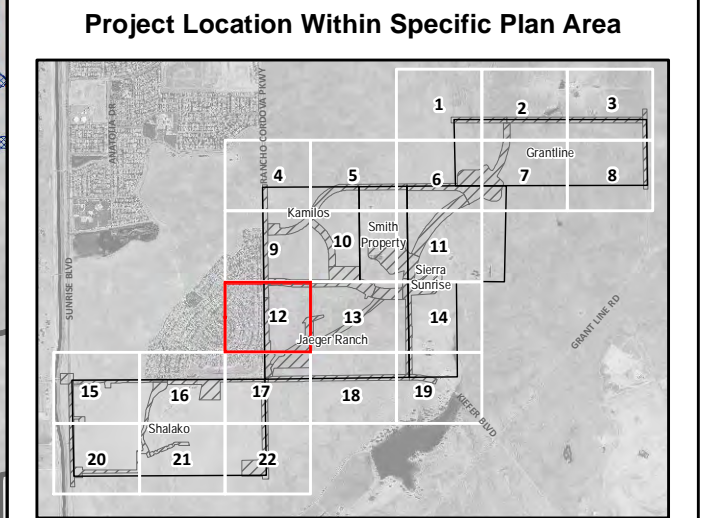 Project Location Within Specific Plan Area
ANATOLIA DR
RANCHO CORDOVA PKWY
1
2
3
Grantline
4
5
6
7
8
Kamilos
Smith
Property
9
10
11
Sierra
Sunrise
SUNRISE BLVD
12
13
14
Jaeger Ranch
GRANT LINE RD
15
16
17
18
19
KIEFER BLVD
Shalako
20
21
22